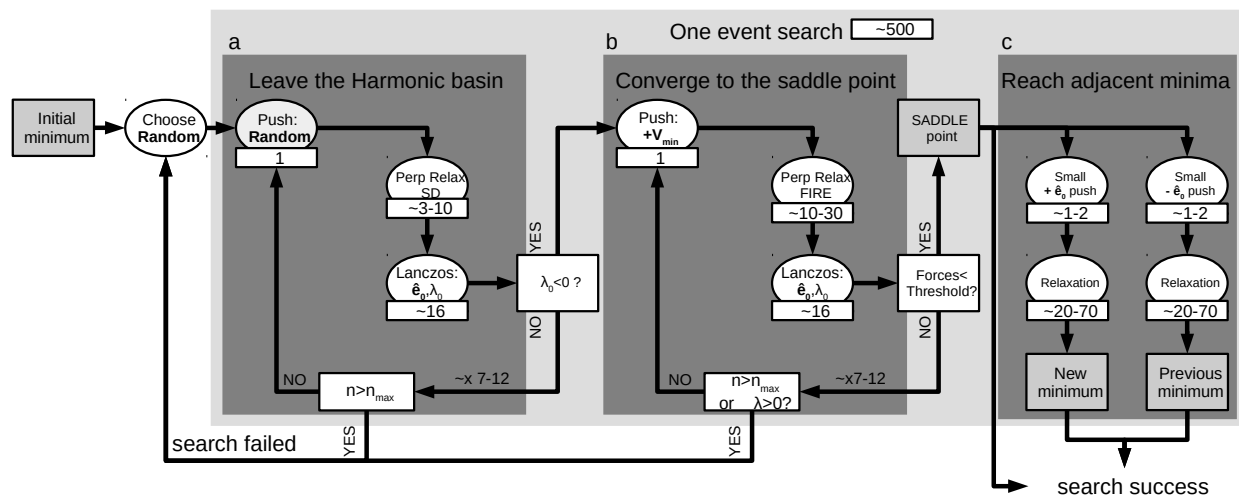 One event search ~500
a
Leave the Harmonic basin
b
Converge to the saddle point
c
Reach adjacent minima
Initial
minimum
Choose
Random
Push:
Random
1
Perp Relax
SD
~3-10
Lanczos:
ê₀,λ₀
~16
λ₀<0 ?
YES
NO
~x 7-12
n>nₘₐₓ
NO
YES
Push:
+Vₘᵢₙ
1
Perp Relax
FIRE
~10-30
Lanczos:
ê₀,λ₀
~16
Forces<
Threshold?
YES
NO
~x7-12
n>nₘₐₓ
or λ>0?
NO
YES
SADDLE
point
Small
+ ê₀ push
~1-2
Relaxation
~20-70
New
minimum
Small
- ê₀ push
~1-2
Relaxation
~20-70
Previous
minimum
search failed
search success